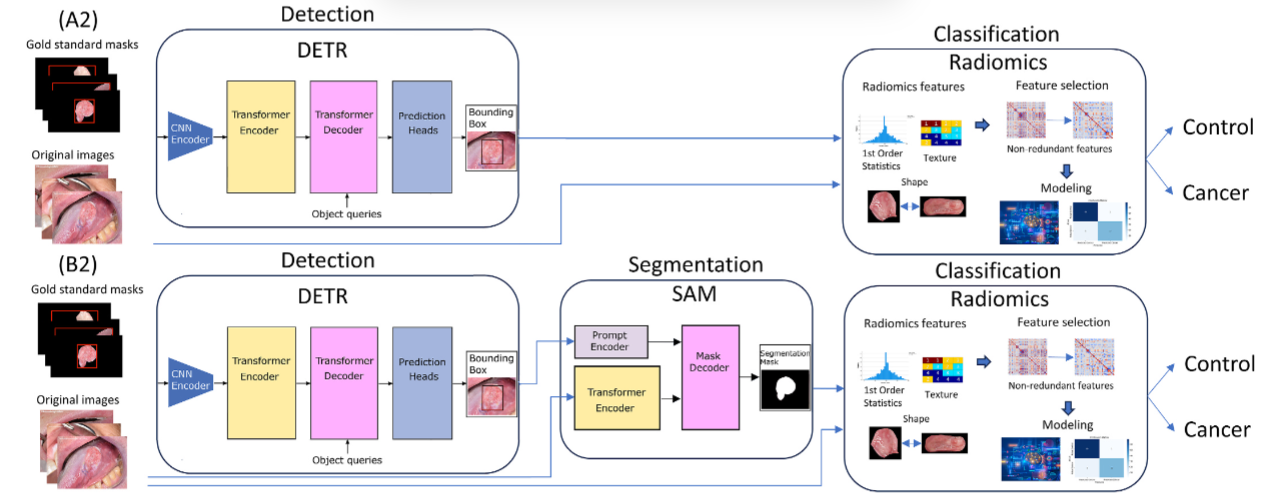 (A2)
Gold standard masks
Original images
Detection
DETR
CNN
Encoder
Transformer
Encoder
Transformer
Decoder
Prediction
Heads
Bounding
Box
Object queries
Classification
Radiomics
Radiomics features
Feature selection
1st Order
Statistics
Texture
Non-redundant features
Shape
Modeling
Control
Cancer
(B2)
Gold standard masks
Original images
Detection
DETR
CNN
Encoder
Transformer
Encoder
Transformer
Decoder
Prediction
Heads
Bounding
Box
Object queries
Segmentation
SAM
Prompt
Encoder
Transformer
Encoder
Mask
Decoder
Segmentation
Mask
Classification
Radiomics
Radiomics features
Feature selection
1st Order
Statistics
Texture
Non-redundant features
Shape
Modeling
Control
Cancer